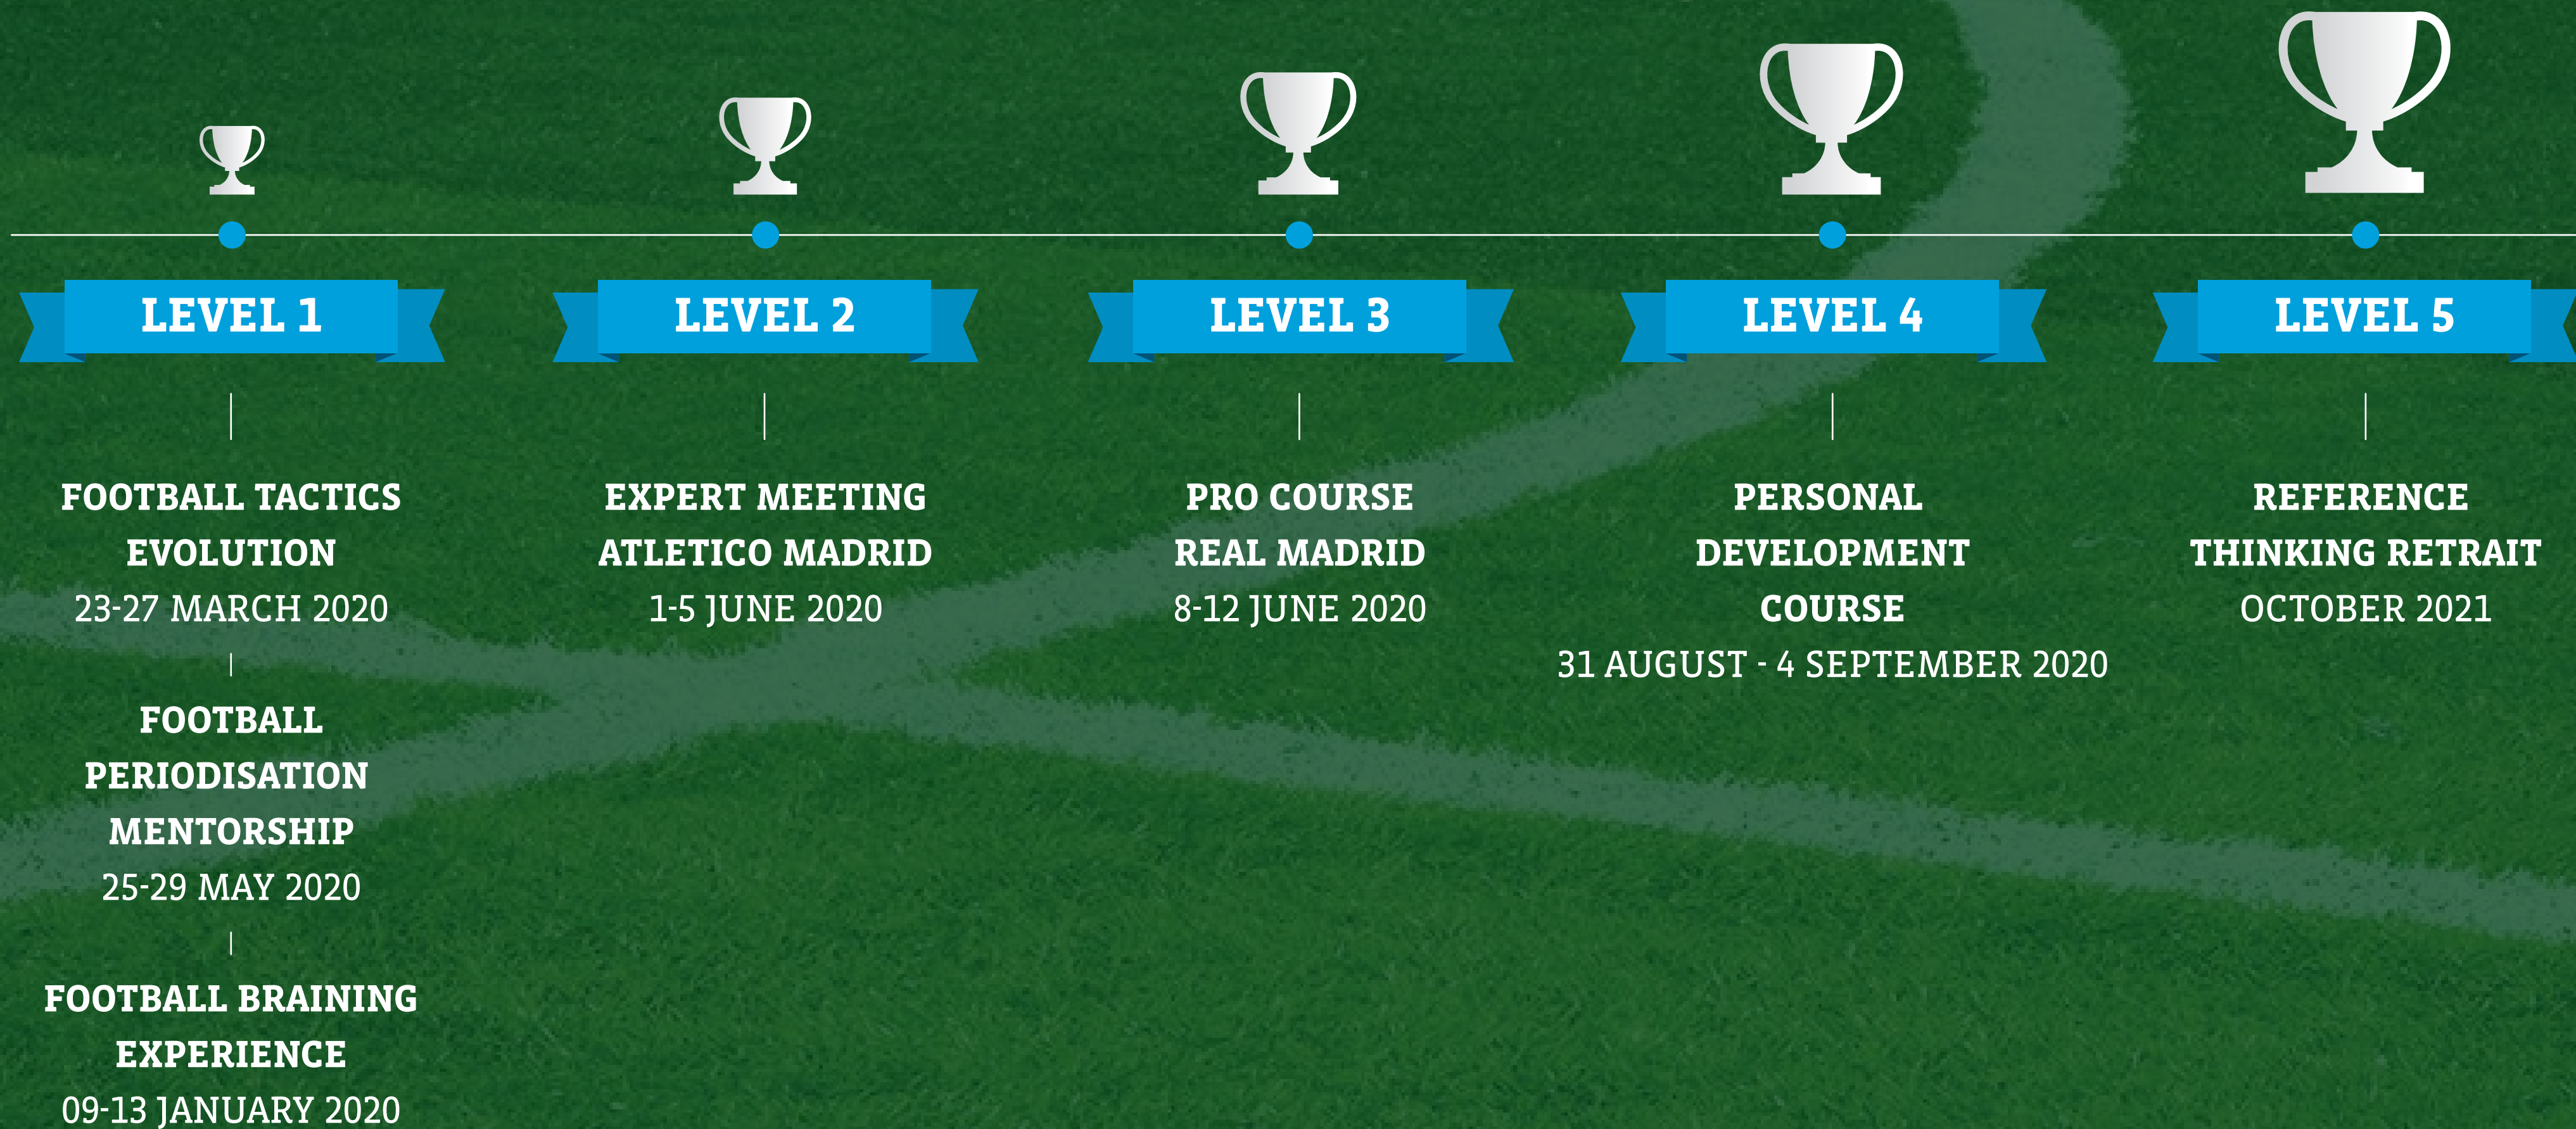 LEVEL 1
FOOTBALL TACTICS
EVOLUTION
23-27 MARCH 2020
FOOTBALL
PERIODISATION
MENTORSHIP
25-29 MAY 2020
FOOTBALL BRAINING
EXPERIENCE
09-13 JANUARY 2020
LEVEL 2
EXPERT MEETING
ATLETICO MADRID
1-5 JUNE 2020
LEVEL 3
PRO COURSE
REAL MADRID
8-12 JUNE 2020
LEVEL 4
PERSONAL
DEVELOPMENT
COURSE
31 AUGUST - 4 SEPTEMBER 2020
LEVEL 5
REFERENCE
THINKING RETRAIT
OCTOBER 2021